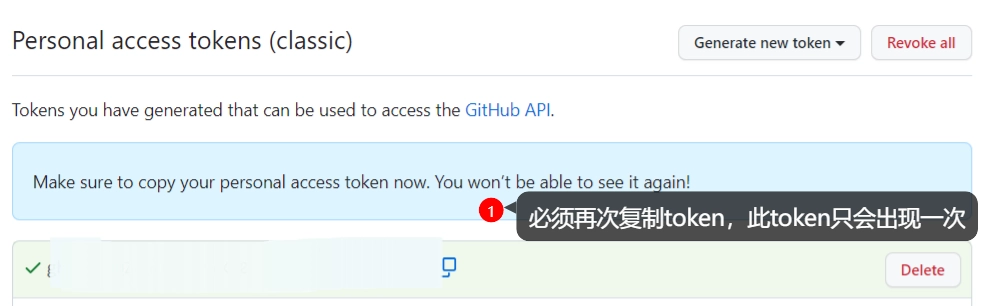 Personal access tokens (classic)
Generate new token
Revoke all
Tokens you have generated that can be used to access the GitHub API.
Make sure to copy your personal access token now. You won't be able to see it again!
1
必须再次复制token，此token只会出现一次
Delete